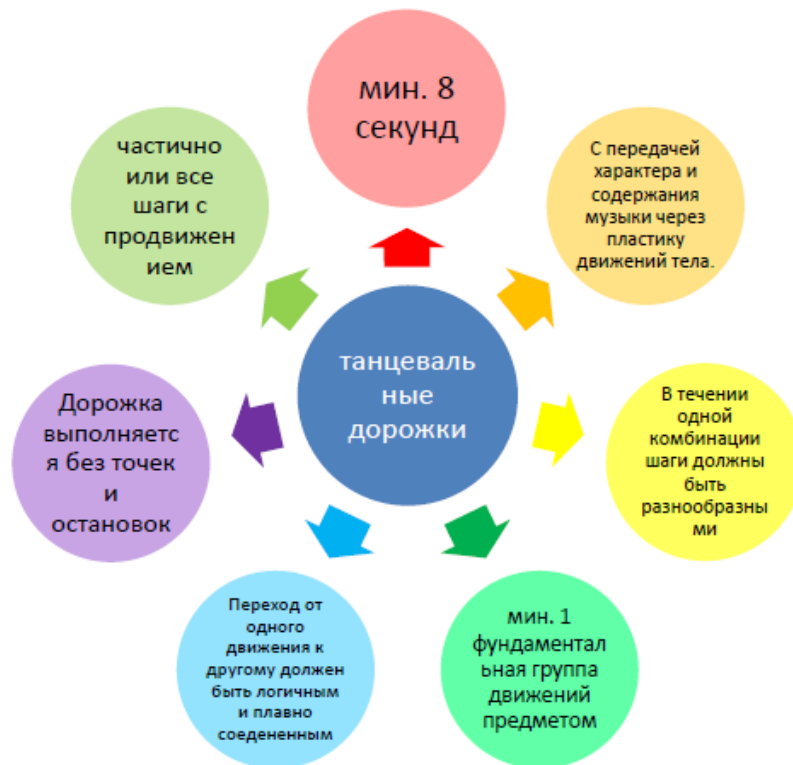 мин. 8
секунд
С передачей
характера и
содержания
музыки через
пластику
движений тела.
В течении
одной
комбинации
шаги должны
быть
разнообразны
ми
мин. 1
фундаментал
ьная группа
движений
предметом
Переход от
одного
движения к
другому должен
быть логичным
и плавно
соедененным
Дорожка
выполняетс
я без точек
и
остановок
частично
или все
шаги с
продвижен
ием
танцеваль
ные
дорожки